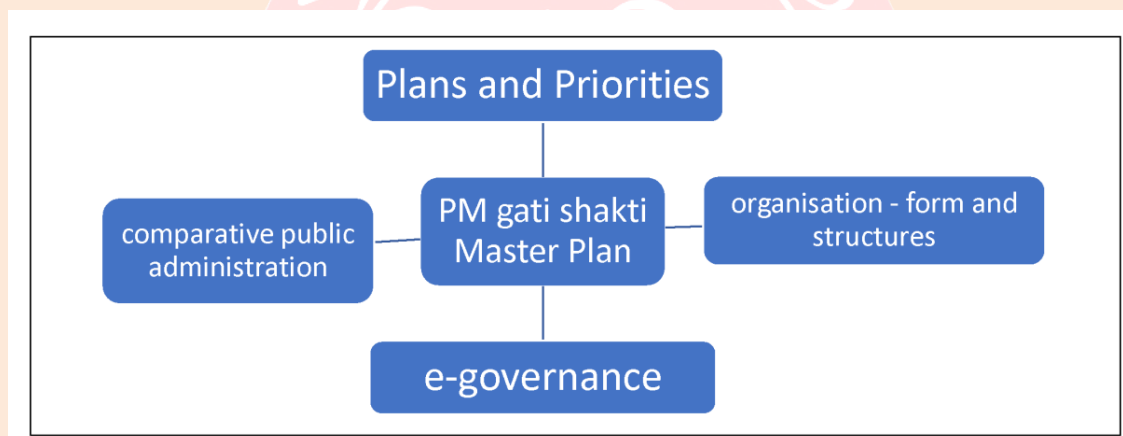 Plans and Priorities
comparative public
administration
PM gati shakti
Master Plan
organisation - form and
structures
e-governance